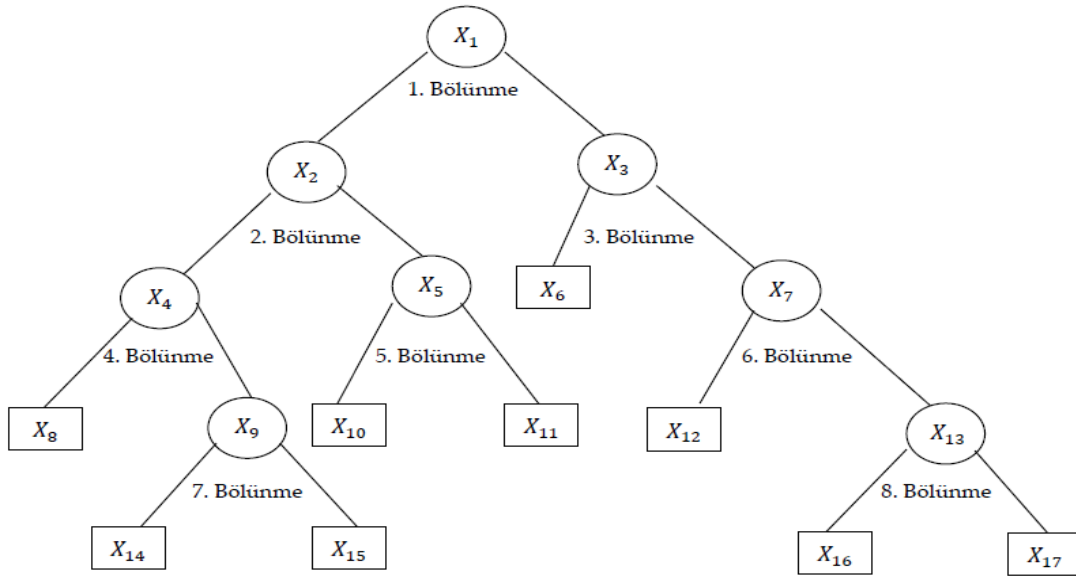 X₁
1. Bölünme
X₂
X₃
2. Bölünme
3. Bölünme
X₄
X₅
X₆
X₇
4. Bölünme
5. Bölünme
6. Bölünme
X₈
X₉
X₁₀
X₁₁
X₁₂
X₁₃
7. Bölünme
8. Bölünme
X₁₄
X₁₅
X₁₆
X₁₇